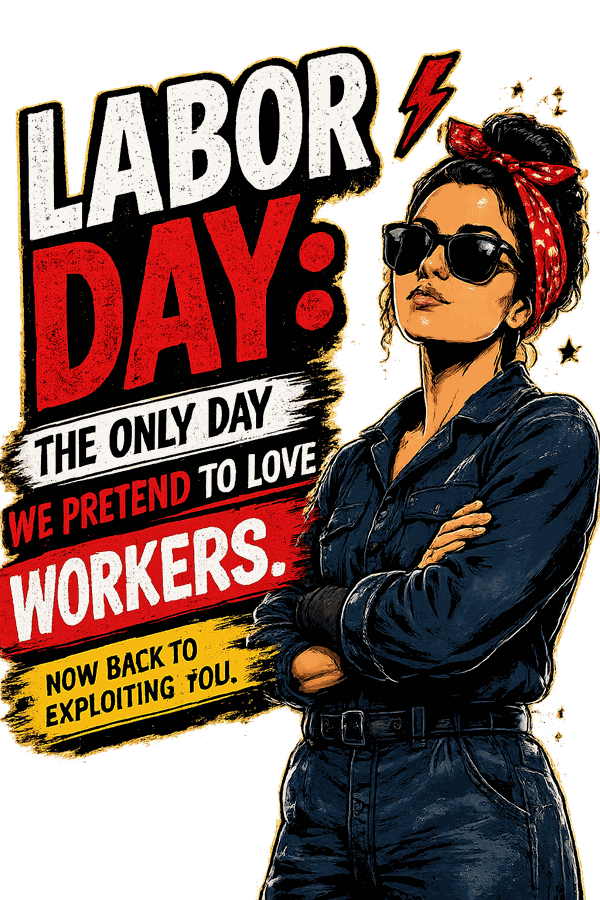 LABOR
DAY:
THE ONLY DAY
WE PRETEND TO LOVE
WORKERS.
NOW BACK TO
EXPLOITING YOU.